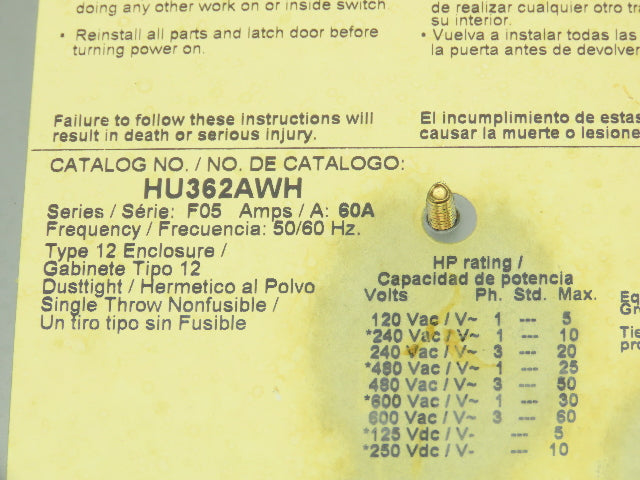 doing any other work on or inside switch
• Reinstall all parts and latch door before
turning power on.
de realizar cualquier otro
su interior.
• Vuelva a instalar todas las
la puerta antes de
Failure to follow these instructions will
result in death or serious injury.
El incumplimiento de
causar la muerte o
CATALOG NO. / NO. DE CATALOGO:
HU362AWH
Series / Série: F05 Amps / A: 60A
Frequency / Frecuencia: 50/60 Hz.
Type 12 Enclosure /
Gabinete Tipo 12
Dusttight / Hermetico al Polvo
Single Throw Nonfusible /
Un tiro tipo sin Fusible
HP rating /
Capacidad de potencia
Volts Ph. Std. Max.
120 Vac / V~ 1 --- 5
*240 Vac / V~ 1 --- 10
240 Vac / V~ 3 --- 20
*480 Vac / V~ 1 --- 25
480 Vac / V~ 3 --- 50
*600 Vac / V~ 1 --- 30
600 Vac / V~ 3 --- 60
*125 Vdc / V- --- 5
*250 Vdc / V- --- 10